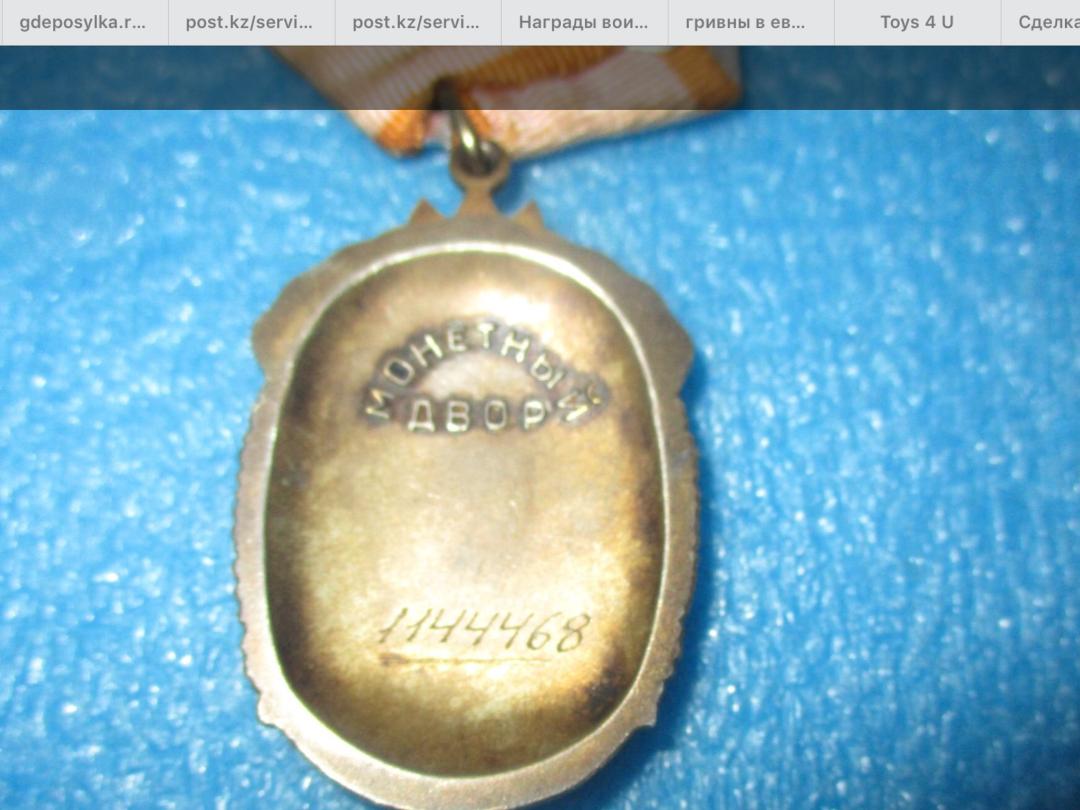 gdeposylka.r...
post.kz/servi...
post.kz/servi...
Награды вои...
гривны в ев...
Toys 4 U
Сделка
МОНЕТНЫЙ
ДВОР
1144468